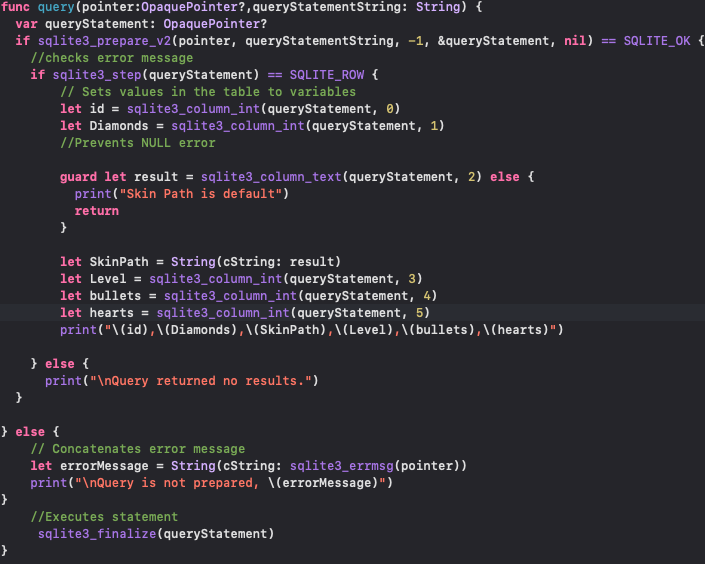 func query(pointer:OpaquePointer?,queryStatementString: String) {
  var queryStatement: OpaquePointer?
  if sqlite3_prepare_v2(pointer, queryStatementString, -1, &queryStatement, nil) == SQLITE_OK {
    //checks error message
    if sqlite3_step(queryStatement) == SQLITE_ROW {
        // Sets values in the table to variables
        let id = sqlite3_column_int(queryStatement, 0)
        let Diamonds = sqlite3_column_int(queryStatement, 1)
        //Prevents NULL error

        guard let result = sqlite3_column_text(queryStatement, 2) else {
          print("Skin Path is default")
          return
        }

        let SkinPath = String(cString: result)
        let Level = sqlite3_column_int(queryStatement, 3)
        let bullets = sqlite3_column_int(queryStatement, 4)
        let hearts = sqlite3_column_int(queryStatement, 5)
        print("\(id),\(Diamonds),\(SkinPath),\(Level),\(bullets),\(hearts)")

    } else {
      print("\nQuery returned no results.")
  }

} else {
    // Concatenates error message
    let errorMessage = String(cString: sqlite3_errmsg(pointer))
    print("\nQuery is not prepared, \(errorMessage)")
}
    //Executes statement
     sqlite3_finalize(queryStatement)
}